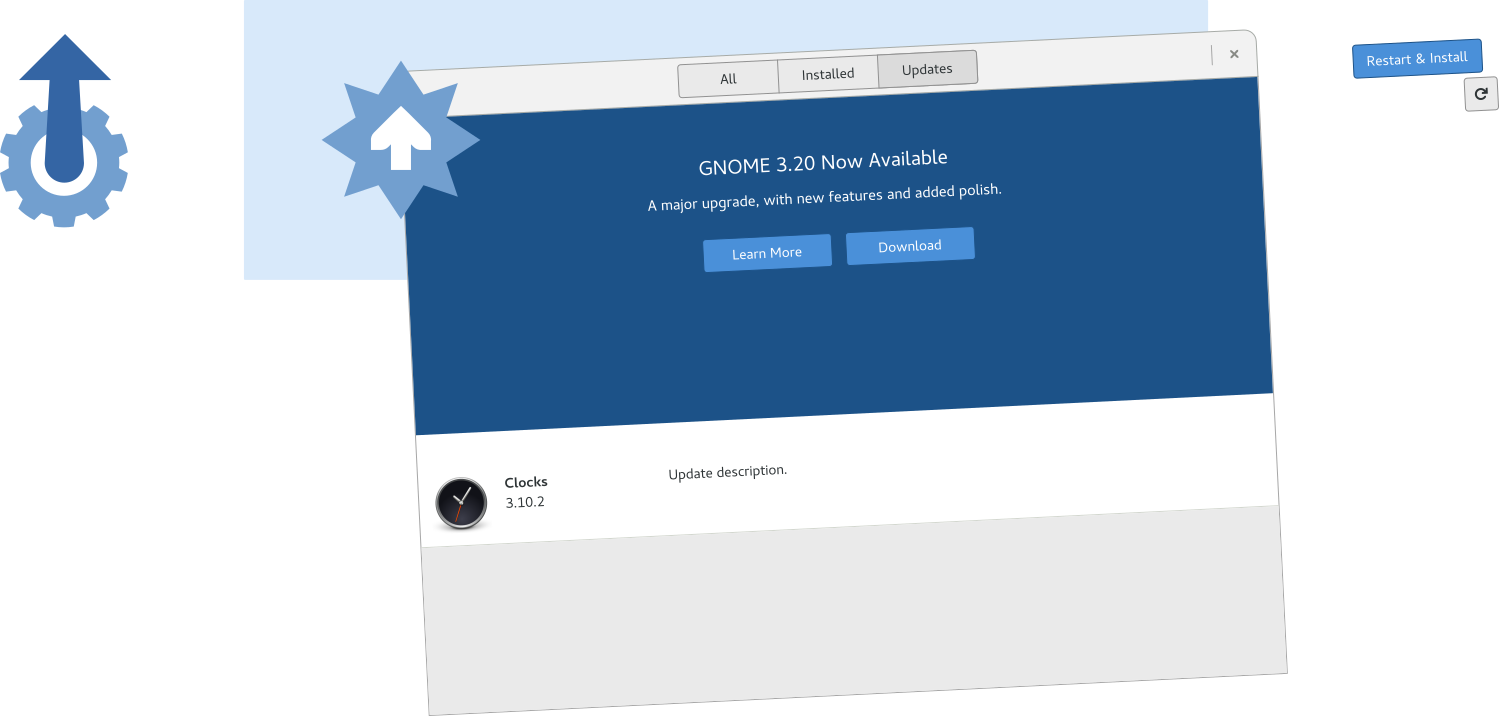 All
Installed
Updates
Restart & Install
GNOME 3.20 Now Available
A major upgrade, with new features and added polish.
Learn More
Download
Clocks
3.10.2
Update description.